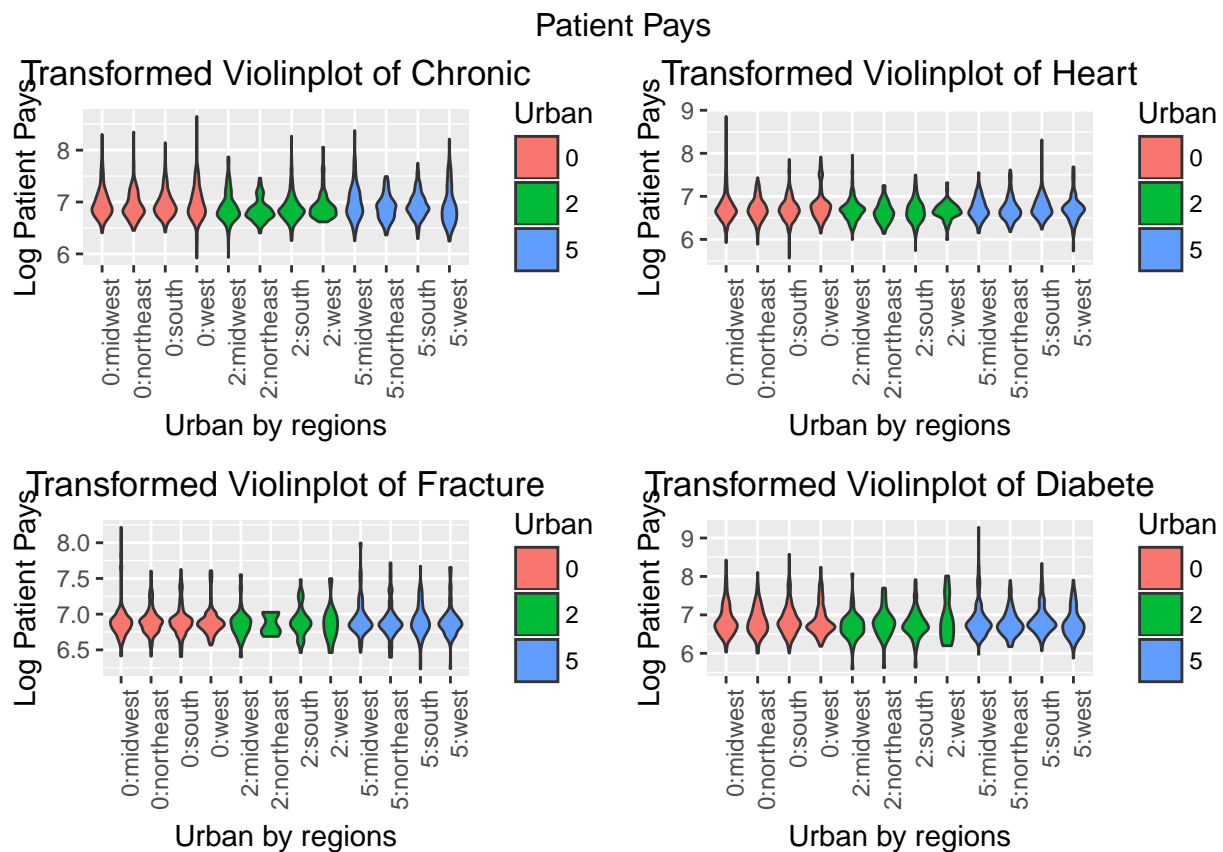 Patient Pays
Transformed Violinplot of Chronic
Log Patient Pays
8
7
6
0:midwest
0:northeast
0:south
0:west
2:midwest
2:northeast
2:south
2:west
5:midwest
5:northeast
5:south
5:west
Urban by regions
Urban
0
2
5
Transformed Violinplot of Heart
Log Patient Pays
9
8
7
6
0:midwest
0:northeast
0:south
0:west
2:midwest
2:northeast
2:south
2:west
5:midwest
5:northeast
5:south
5:west
Urban by regions
Urban
0
2
5
Transformed Violinplot of Fracture
Log Patient Pays
8.0
7.5
7.0
6.5
0:midwest
0:northeast
0:south
0:west
2:midwest
2:northeast
2:south
2:west
5:midwest
5:northeast
5:south
5:west
Urban by regions
Urban
0
2
5
Transformed Violinplot of Diabete
Log Patient Pays
9
8
7
6
0:midwest
0:northeast
0:south
0:west
2:midwest
2:northeast
2:south
2:west
5:midwest
5:northeast
5:south
5:west
Urban by regions
Urban
0
2
5